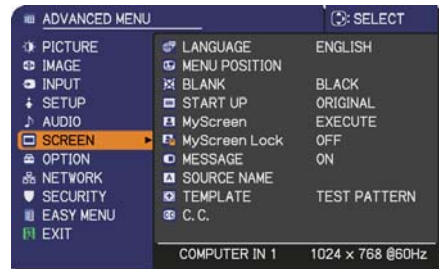 ADVANCED MENU : SELECT
PICTURE
IMAGE
INPUT
SETUP
AUDIO
SCREEN
OPTION
NETWORK
SECURITY
EASY MENU
EXIT
LANGUAGE ENGLISH
MENU POSITION
BLANK BLACK
START UP ORIGINAL
MyScreen EXECUTE
MyScreen Lock OFF
MESSAGE ON
SOURCE NAME
TEMPLATE TEST PATTERN
C. C.
COMPUTER IN 1 1024 x 768 @60Hz